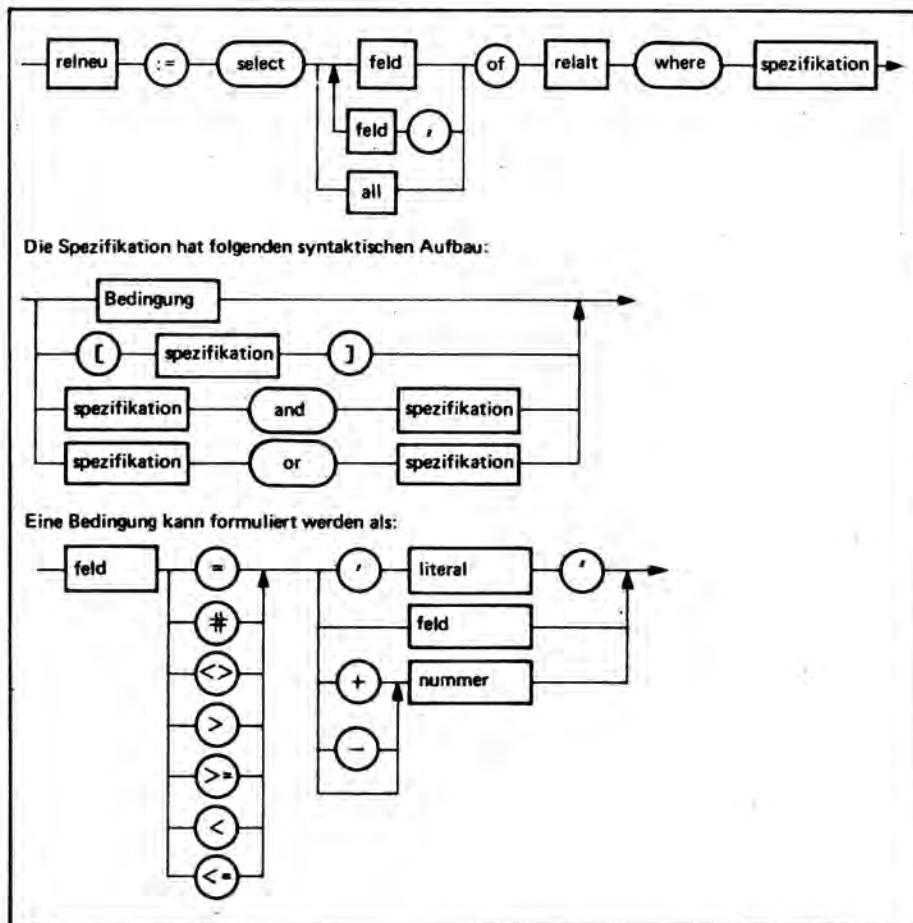 relneu := select feld of relalt where spezifikation
feld ,
all
Die Spezifikation hat folgenden syntaktischen Aufbau:
Bedingung
[ spezifikation ]
spezifikation and spezifikation
spezifikation or spezifikation
Eine Bedingung kann formuliert werden als:
feld = ' literal '
# feld
<> + nummer
>
-
>=
<
<=